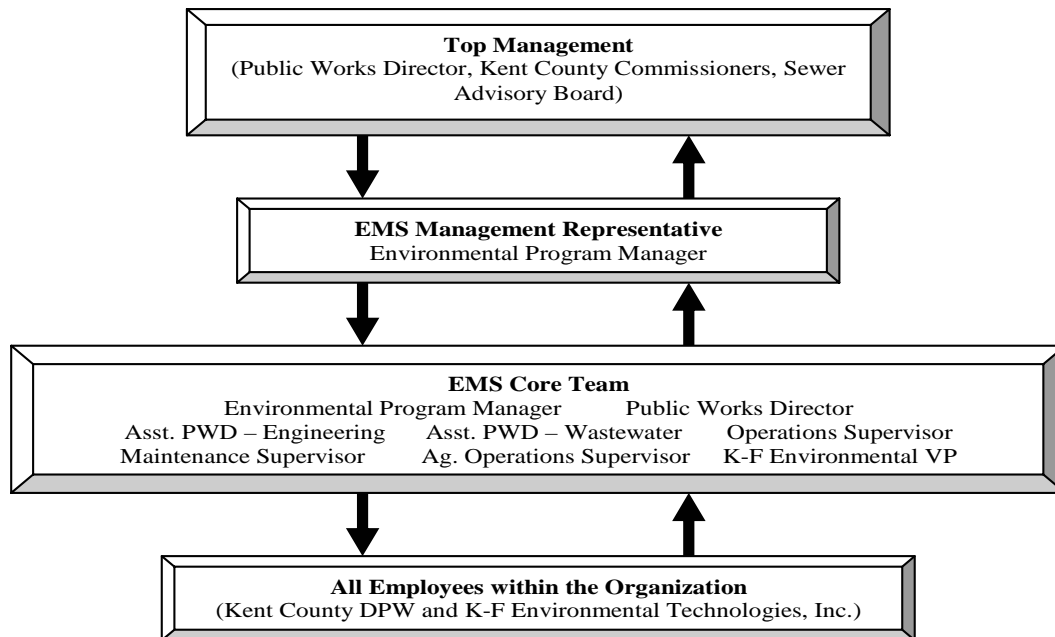 Top Management
(Public Works Director, Kent County Commissioners, Sewer
Advisory Board)
EMS Management Representative
Environmental Program Manager
EMS Core Team
Environmental Program Manager Public Works Director
Asst. PWD – Engineering Asst. PWD – Wastewater Operations Supervisor
Maintenance Supervisor Ag. Operations Supervisor K-F Environmental VP
All Employees within the Organization
(Kent County DPW and K-F Environmental Technologies, Inc.)